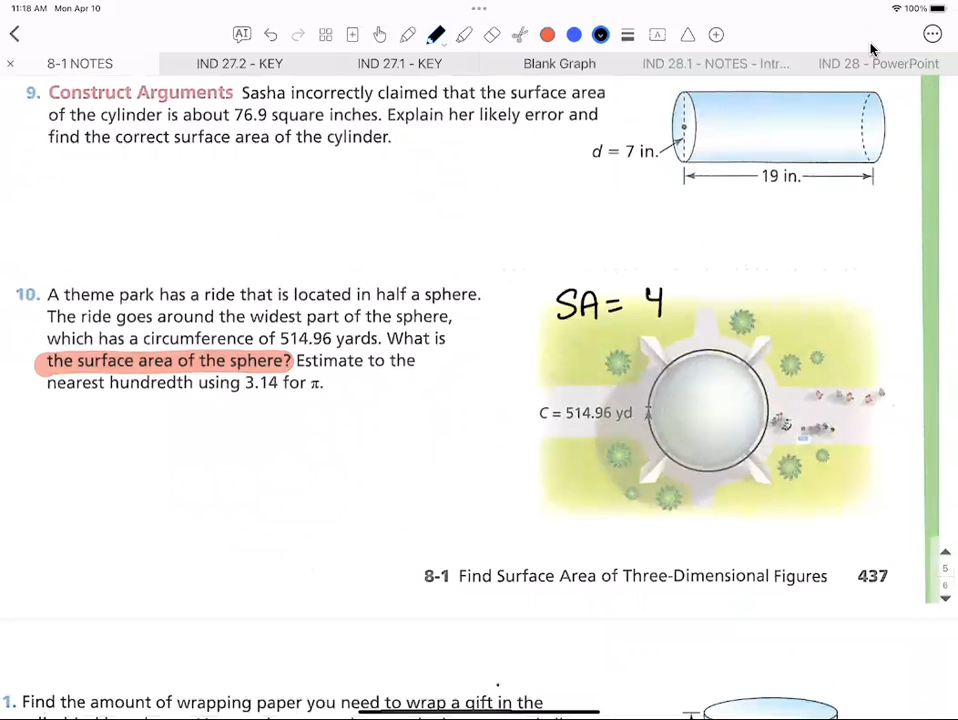 11:18 AM Mon Apr 10
100%
AI
A
8-1 NOTES
IND 27.2 - KEY
IND 27.1 - KEY
Blank Graph
IND 28.1 - NOTES - Intr...
IND 28 - PowerPoint
9. Construct Arguments Sasha incorrectly claimed that the surface area
of the cylinder is about 76.9 square inches. Explain her likely error and
find the correct surface area of the cylinder.
d = 7 in.
19 in.
10. A theme park has a ride that is located in half a sphere.
The ride goes around the widest part of the sphere,
which has a circumference of 514.96 yards. What is
the surface area of the sphere? Estimate to the
nearest hundredth using 3.14 for π.
SA = 4
C = 514.96 yd
8-1 Find Surface Area of Three-Dimensional Figures 437
5
6
1. Find the amount of wrapping paper you need to wrap a gift in the